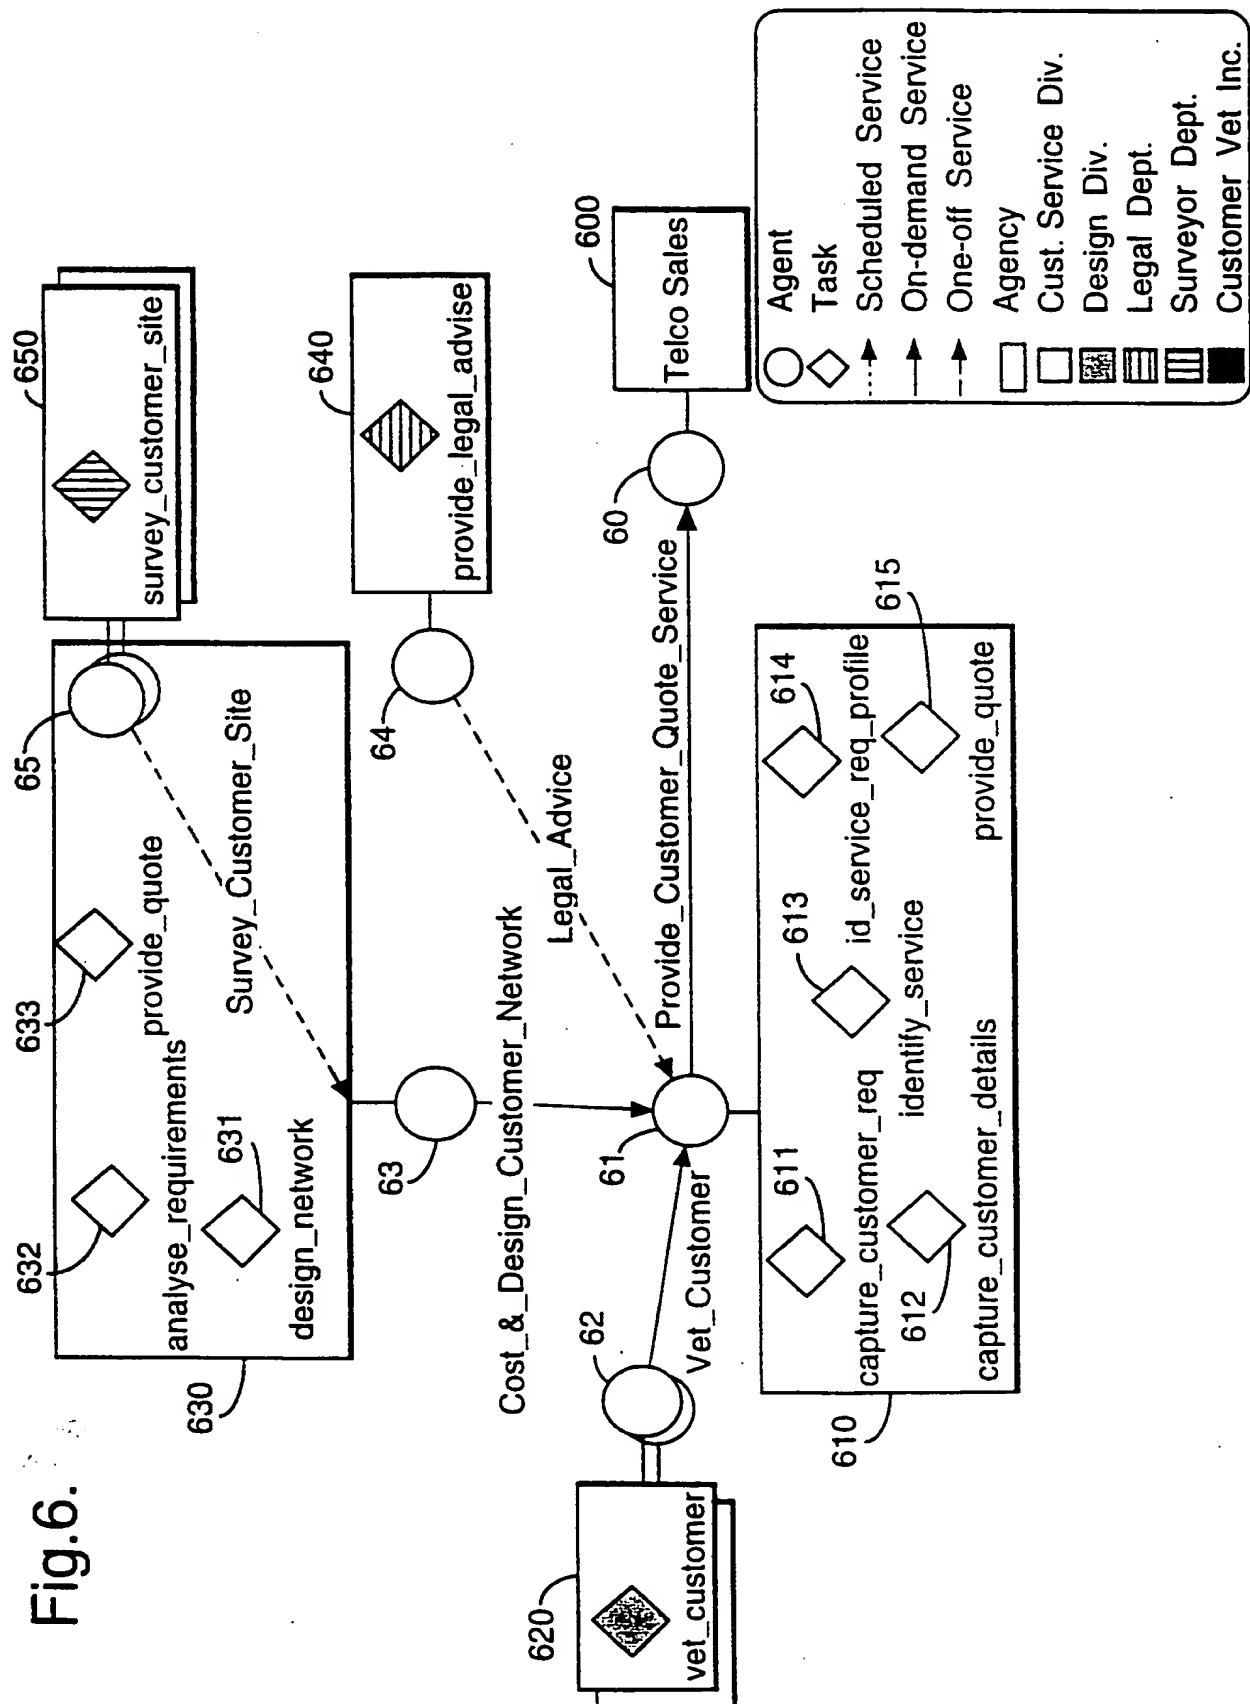 Fig.6.
630
632
633
65
650
analyse_requirements
provide_quote
survey_customer_site
631
design_network
Survey_Customer_Site
63
64
640
provide_legal_advise
Cost_&_Design_Customer_Network
Legal_Advice
620
vet_customer
62
Vet_Customer
61
Provide_Customer_Quote_Service
60
600
Telco Sales
610
611
613
614
capture_customer_req
id_service_req_profile
612
identify_service
615
capture_customer_details
provide_quote
Agent
Task
Scheduled Service
On-demand Service
One-off Service
Agency
Cust. Service Div.
Design Div.
Legal Dept.
Surveyor Dept.
Customer Vet Inc.